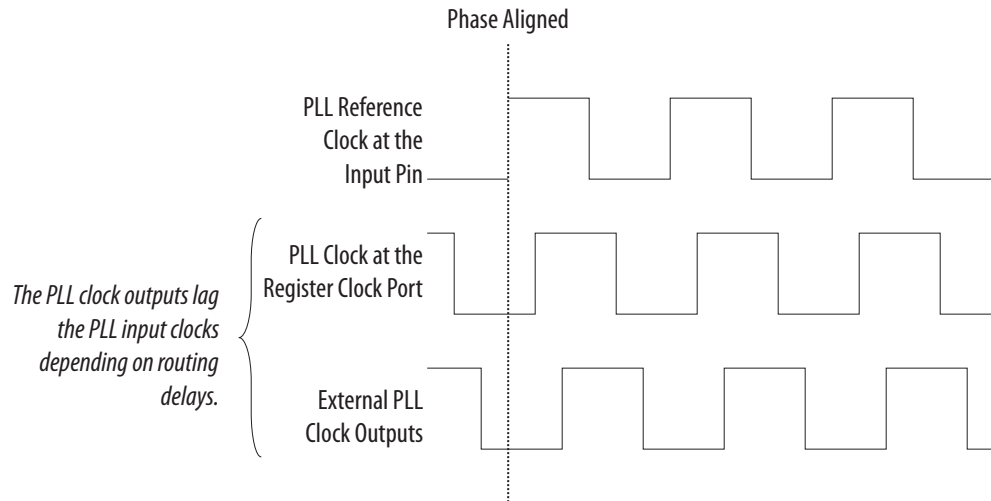 Phase Aligned
PLL Reference
Clock at the
Input Pin
PLL Clock at the
Register Clock Port
The PLL clock outputs lag
the PLL input clocks
depending on routing
delays.
External PLL
Clock Outputs